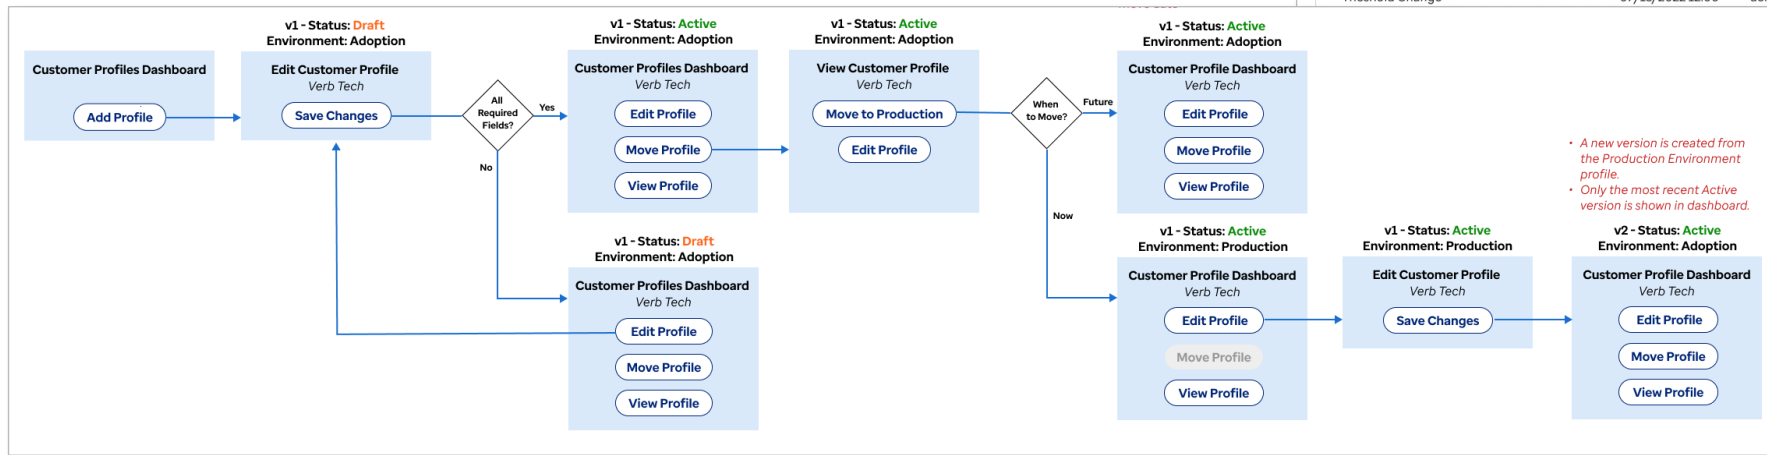 v1 - Status: Draft
Environment: Adoption
v1 - Status: Active
Environment: Adoption
v1 - Status: Active
Environment: Adoption
v1 - Status: Active
Environment: Adoption
Customer Profiles Dashboard
Add Profile
Edit Customer Profile
Verb Tech
Save Changes
All
Required
Fields?
Yes
No
Customer Profiles Dashboard
Verb Tech
Edit Profile
Move Profile
View Profile
View Customer Profile
Verb Tech
Move to Production
Edit Profile
When
to Move?
Future
Now
Customer Profile Dashboard
Verb Tech
Edit Profile
Move Profile
View Profile
• A new version is created from
the Production Environment
profile.
• Only the most recent Active
version is shown in dashboard.
v1 - Status: Draft
Environment: Adoption
Customer Profiles Dashboard
Verb Tech
Edit Profile
Move Profile
View Profile
v1 - Status: Active
Environment: Production
Customer Profile Dashboard
Verb Tech
Edit Profile
Move Profile
View Profile
v1 - Status: Active
Environment: Production
Edit Customer Profile
Verb Tech
Save Changes
v2 - Status: Active
Environment: Adoption
Customer Profile Dashboard
Verb Tech
Edit Profile
Move Profile
View Profile